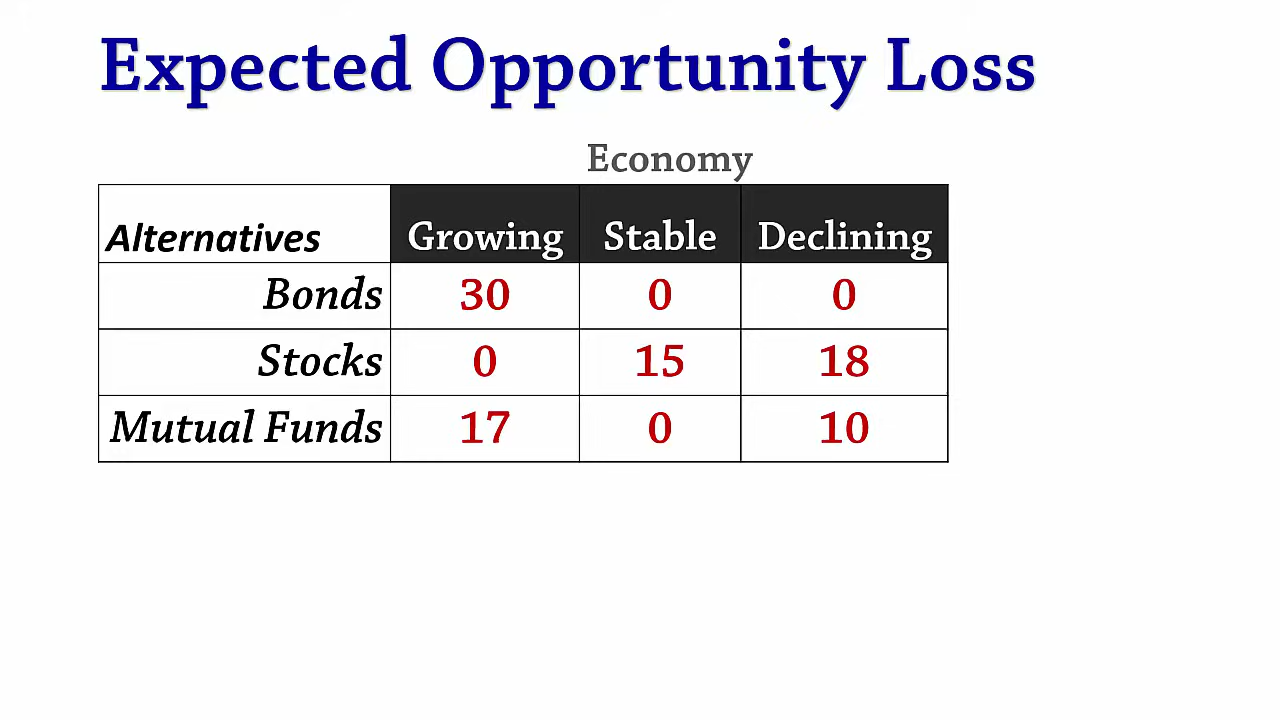 Expected Opportunity Loss
Economy
Alternatives Growing Stable Declining
Bonds 30 0 0
Stocks 0 15 18
Mutual Funds 17 0 10